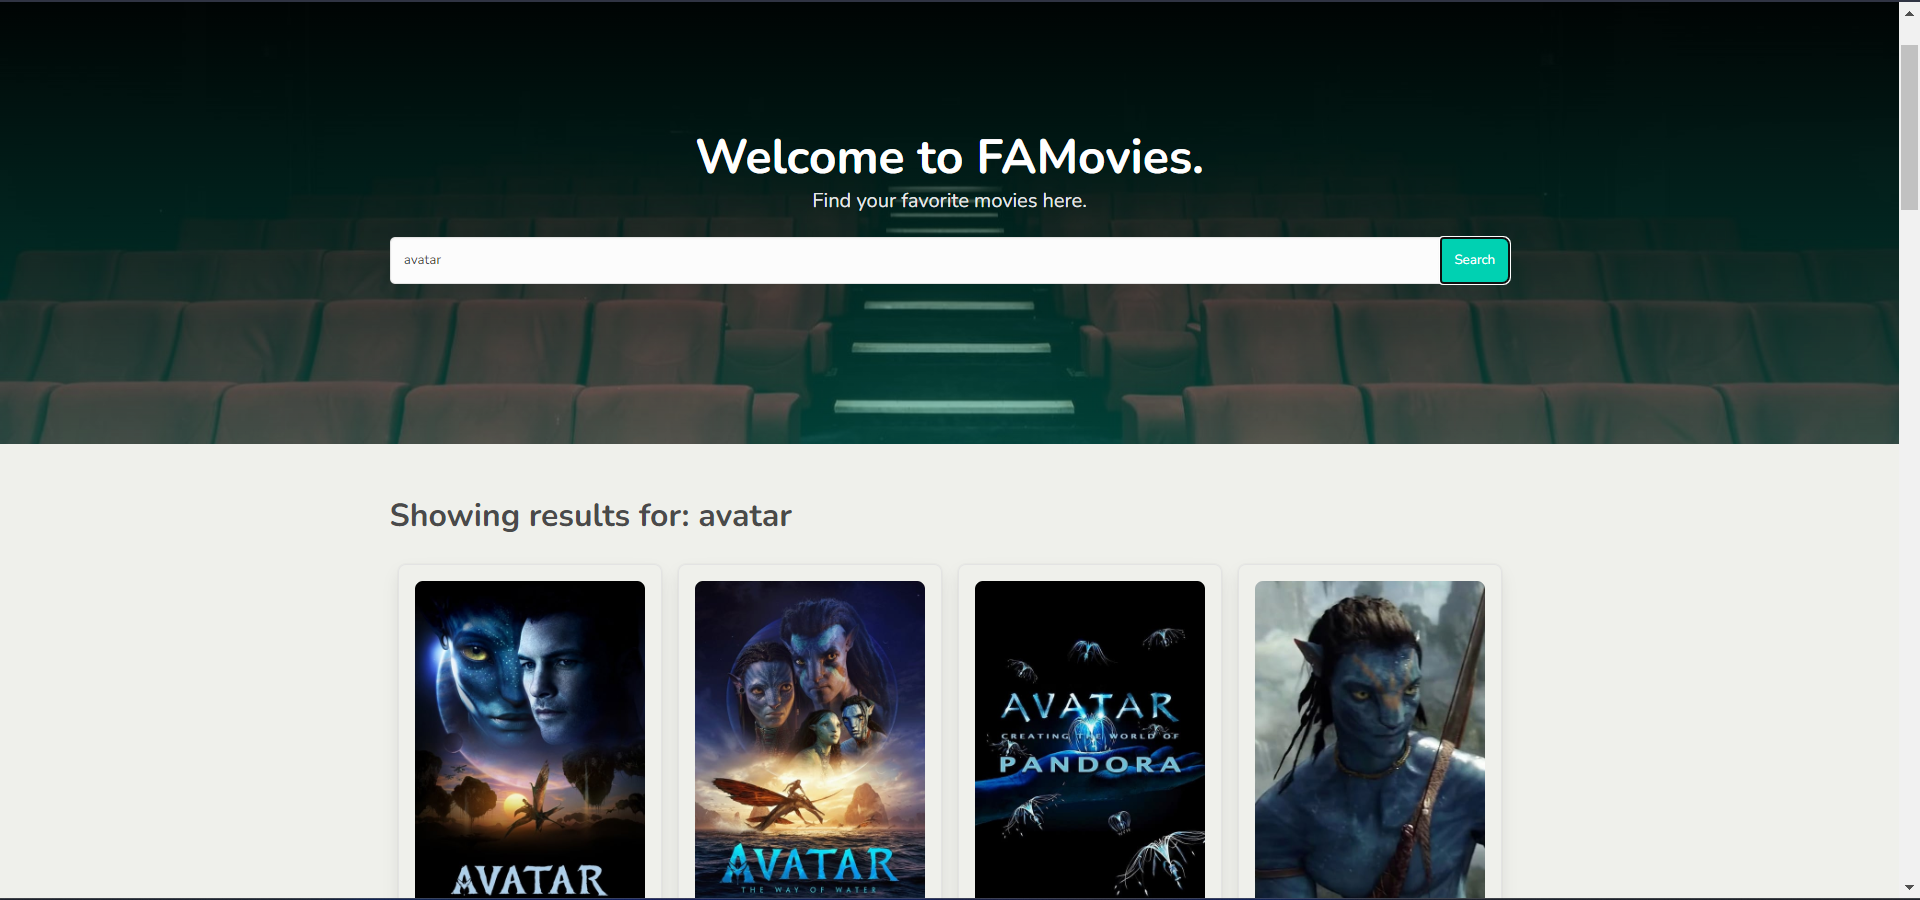 Welcome to FAMovies.
Find your favorite movies here.
avatar
Search
Showing results for: avatar
AVATAR
AVATAR
THE WAY OF WATER
AVATAR
CREATING THE WORLD OF
PANDORA